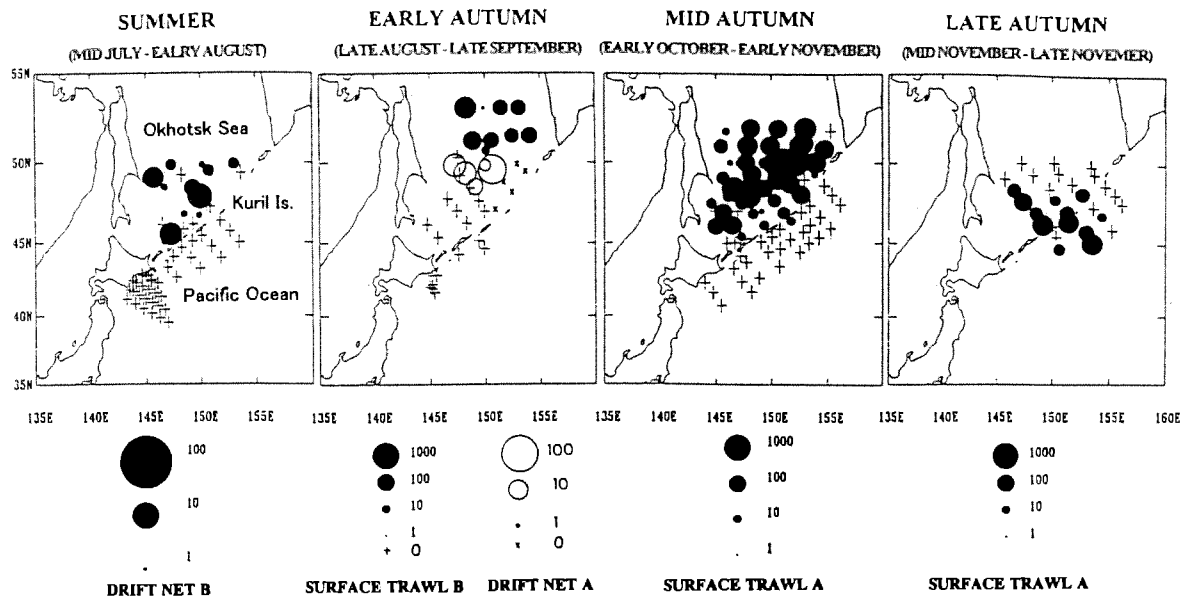 SUMMER
(MID JULY - EALRY AUGUST)
EARLY AUTUMN
(LATE AUGUST - LATE SEPTEMBER)
MID AUTUMN
(EARLY OCTOBER - EARLY NOVEMBER)
LATE AUTUMN
(MID NOVEMBER - LATE NOVEMER)
55N
50N
45N
40N
35N
Okhotsk Sea
Kuril Is.
Pacific Ocean
135E 140E 145E 150E 155E
135E 140E 145E 150E 155E
135E 140E 145E 150E 155E
135E 140E 145E 150E 155E 160E
100
10
1
DRIFT NET B
1000
100
10
1
+ 0
SURFACE TRAWL B
100
10
1
x 0
DRIFT NET A
1000
100
10
1
SURFACE TRAWL A
1000
100
10
1
SURFACE TRAWL A